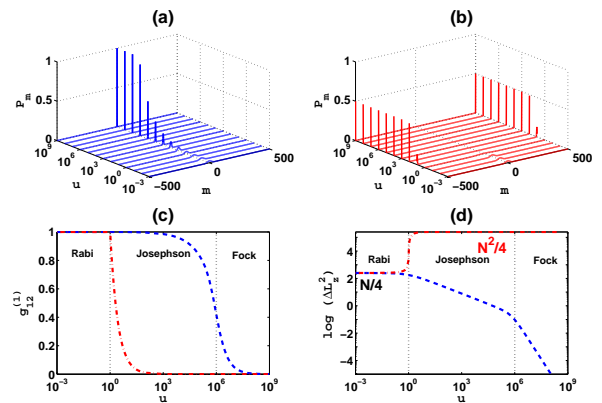 (a)
(b)
1
0.5
0
p_m
10^9
10^6
10^3
10^0
10^-3
u
-500
0
500
m
1
0.5
0
p_m
10^9
10^6
10^3
10^0
10^-3
u
-500
0
500
m
(c)
(d)
1
0.8
0.6
0.4
0.2
0
g_12^(1)
Rabi
Josephson
Fock
10^-3
10^0
10^3
10^6
10^9
u
4
2
0
-2
-4
log (ΔL_z^2)
Rabi
Josephson
Fock
N^2/4
N/4
10^-3
10^0
10^3
10^6
10^9
u